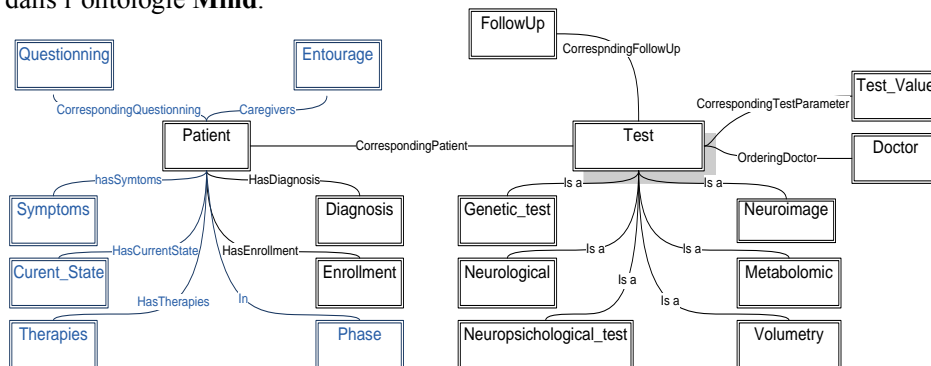 dans l'ontologie Mind.
FollowUp
Questionning
Entourage
CorrespndingFollowUp
Test_Value
CorrespondingQuestionning
Caregivers
CorrespondingTestParameter
Patient
CorrespondingPatient
Test
Doctor
OrderingDoctor
hasSymtoms
HasDiagnosis
Is a
Is a
Symptoms
Diagnosis
Genetic_test
Neuroimage
HasCurrentState
HasEnrollment
Is a
Is a
Curent_State
Enrollment
Neurological
Metabolomic
HasTherapies
In
Is a
Is a
Therapies
Phase
Neuropsichological_test
Volumetry